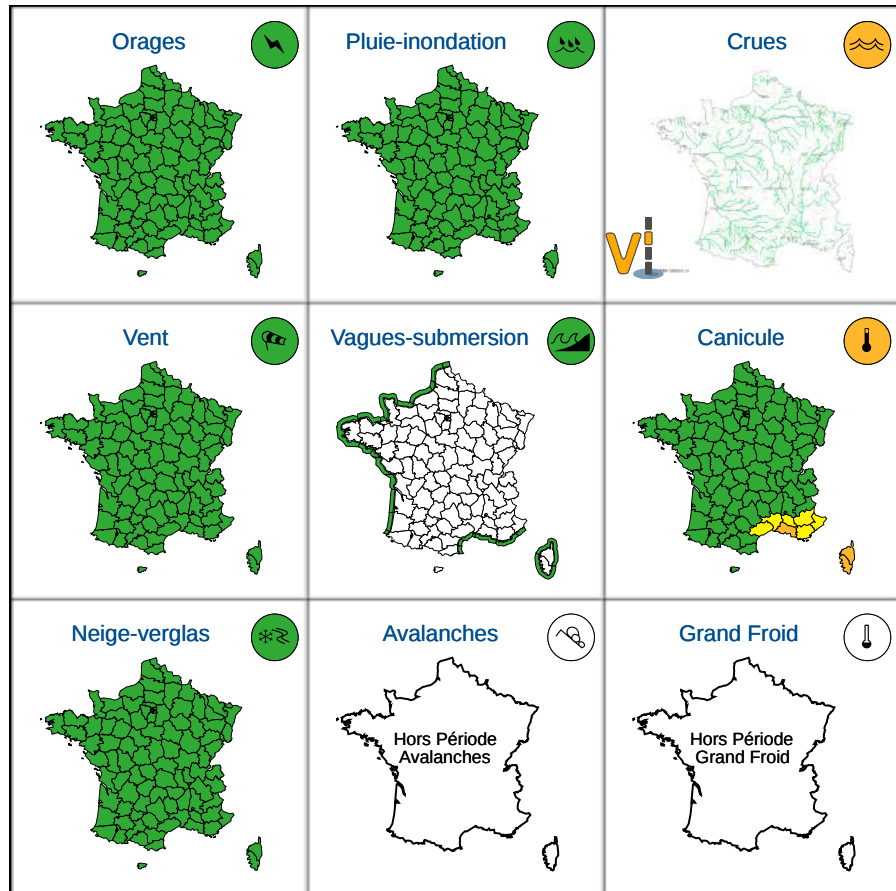 Orages
Pluie-inondation
Crues
Vi
Vent
Vagues-submersion
Canicule
Neige-verglas
Avalanches
Grand Froid
Hors Période
Avalanches
Hors Période
Grand Froid